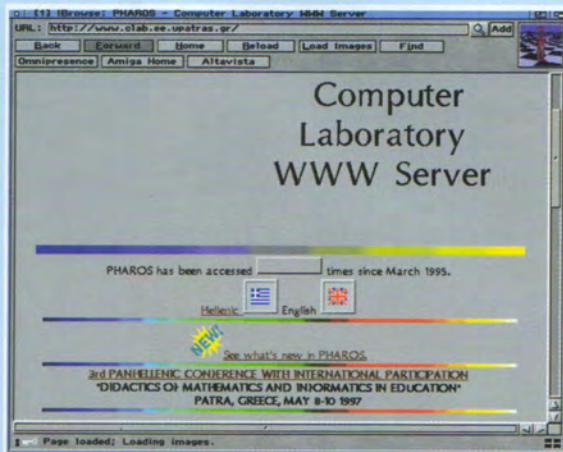 [1] IBrowse: PHAROS - Computer Laboratory WWW Server
URL: http://www.clab.ee.upatras.gr/ Add
Back Forward Home Reload Load Images Find
Omnipresence Amiga Home Altavista
Computer
Laboratory
WWW Server
PHAROS has been accessed times since March 1995.
Hellenic English
NEW!
See what's new in PHAROS.
3rd PANHELLENIC CONFERENCE WITH INTERNATIONAL PARTICIPATION
"DIDACTICS OF MATHEMATICS AND INFORMATICS IN EDUCATION"
PATRA, GREECE, MAY 8-10 1997
Page loaded; Loading images.